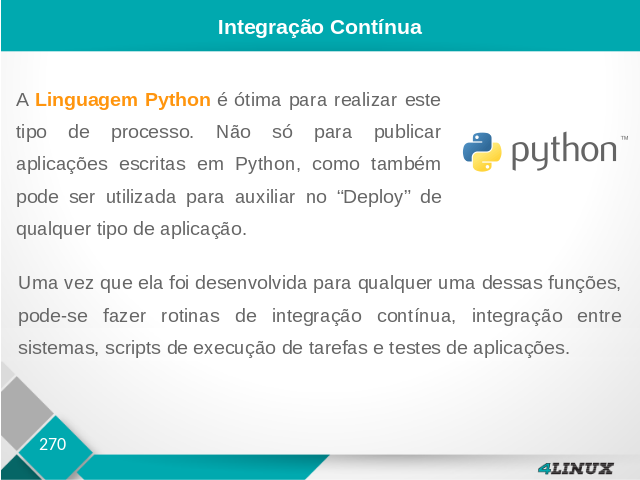 Integração Contínua
A Linguagem Python é ótima para realizar este
tipo de processo. Não só para publicar
aplicações escritas em Python, como também
pode ser utilizada para auxiliar no “Deploy” de
qualquer tipo de aplicação.
python™
Uma vez que ela foi desenvolvida para qualquer uma dessas funções,
pode-se fazer rotinas de integração contínua, integração entre
sistemas, scripts de execução de tarefas e testes de aplicações.
270
4LINUX